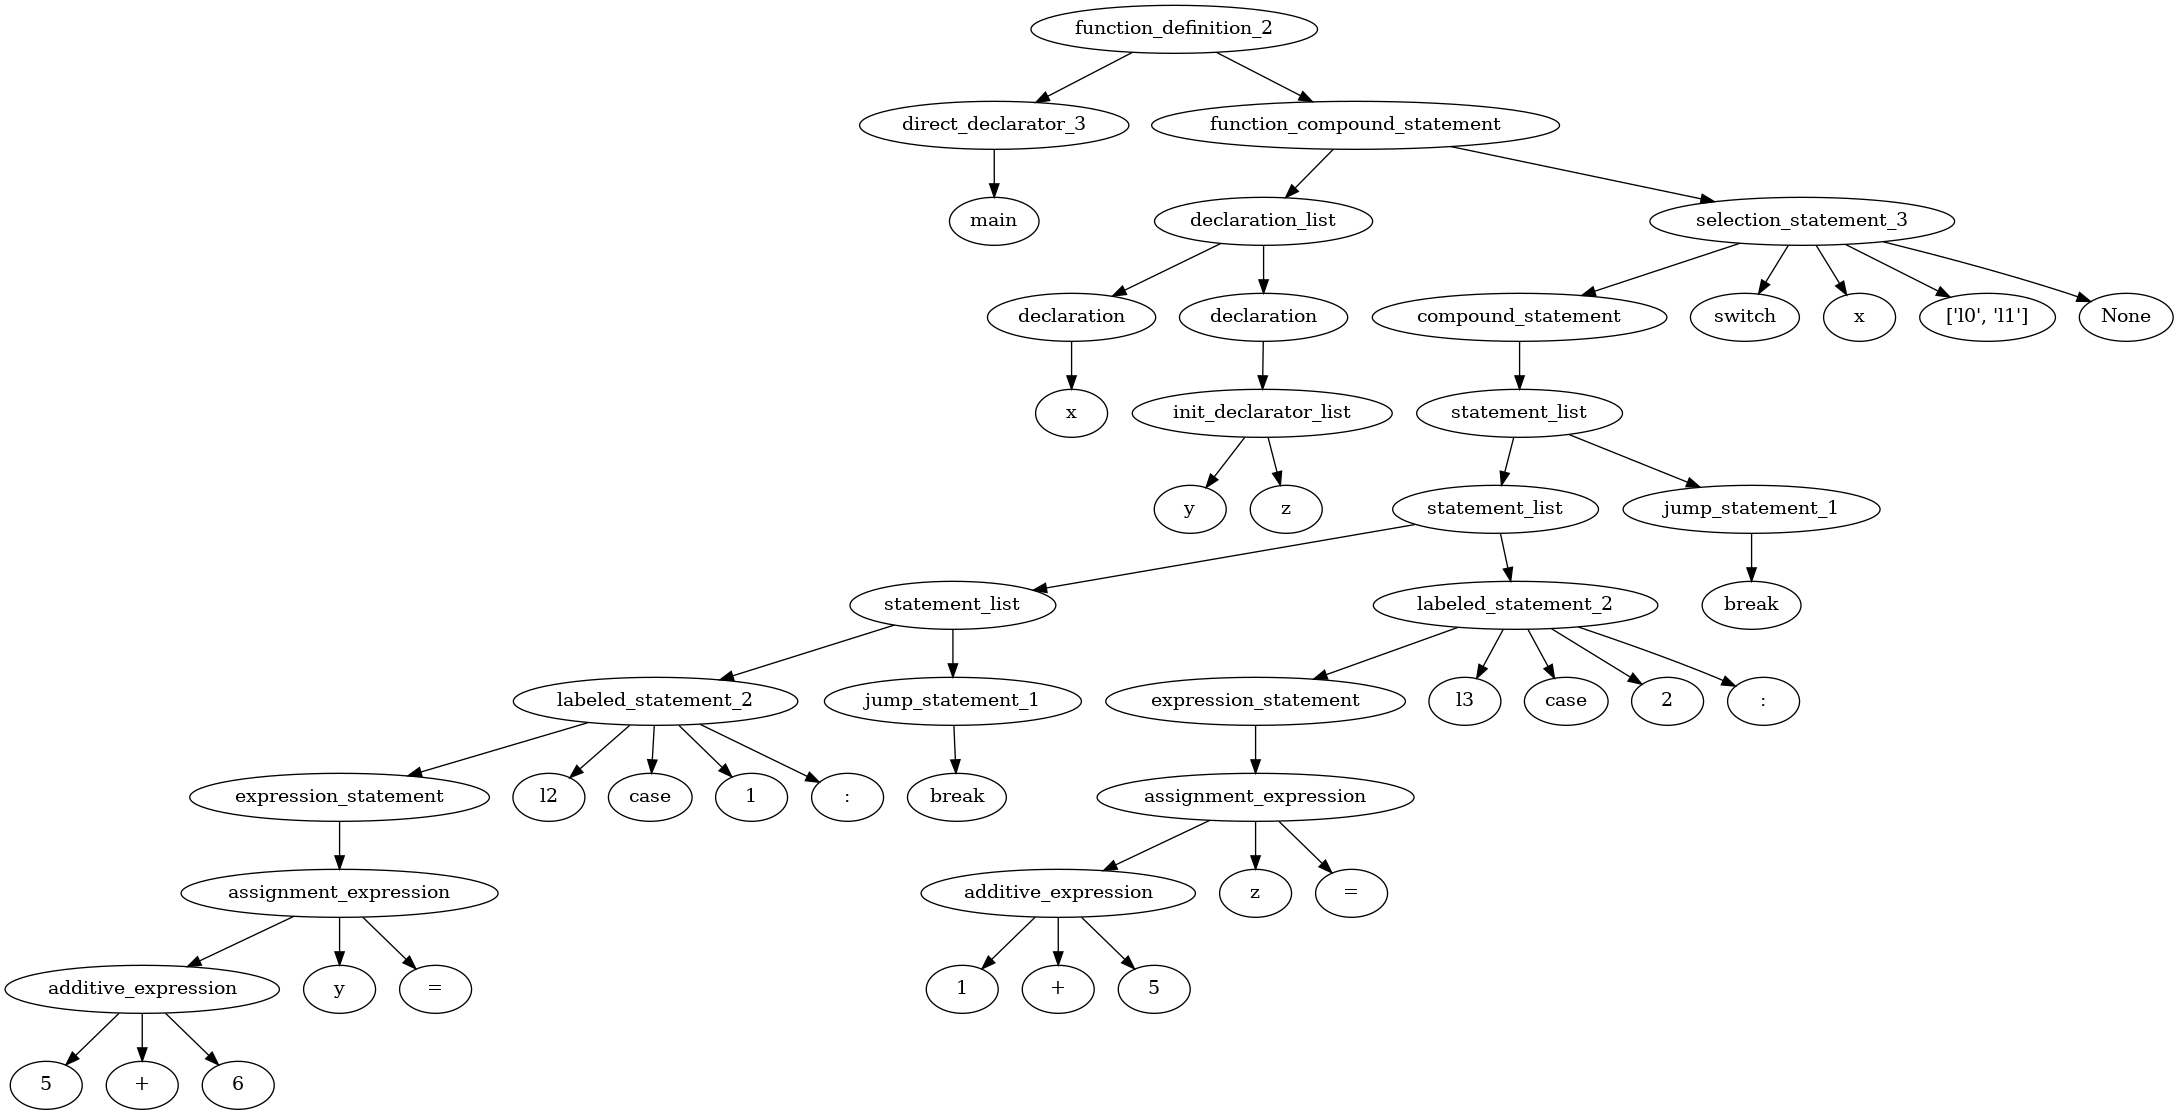 function_definition_2
direct_declarator_3 function_compound_statement
main declaration_list selection_statement_3
declaration declaration compound_statement switch x ['l0', 'l1'] None
x init_declarator_list statement_list
y z statement_list jump_statement_1
statement_list labeled_statement_2 break
labeled_statement_2 jump_statement_1 expression_statement l3 case 2 :
expression_statement l2 case 1 : break assignment_expression
assignment_expression additive_expression z =
additive_expression y = 1 + 5
5 + 6